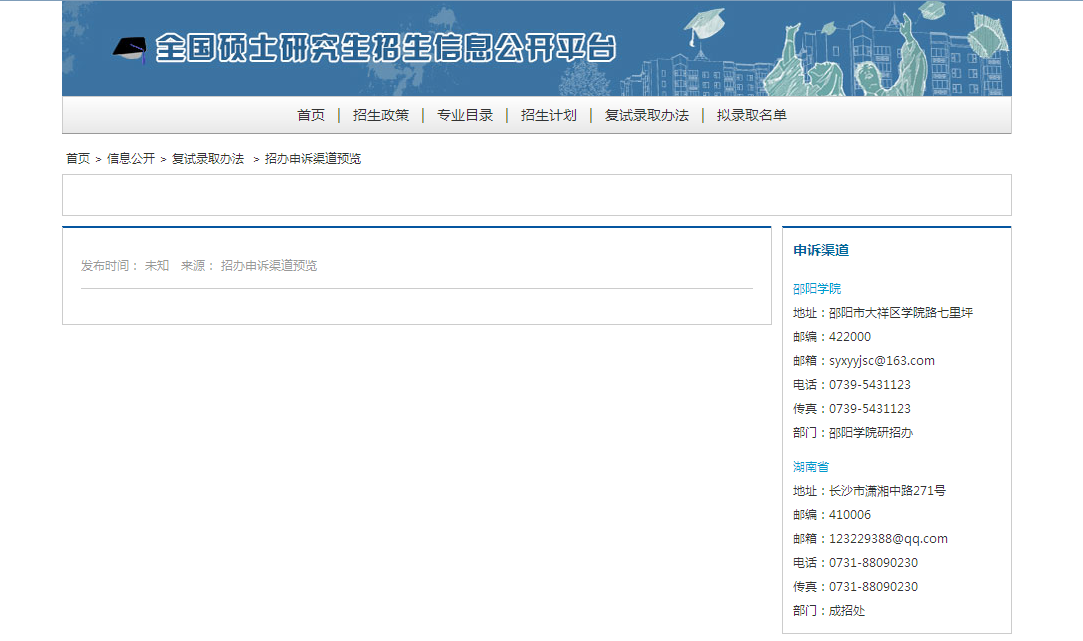 全国硕士研究生招生信息公开平台
首页 | 招生政策 | 专业目录 | 招生计划 | 复试录取办法 | 拟录取名单
首页 > 信息公开 > 复试录取办法 > 招办申诉渠道预览
发布时间： 未知 来源： 招办申诉渠道预览
申诉渠道
邵阳学院
地址：邵阳市大祥区学院路七里坪
邮编：422000
邮箱：syxyyjsc@163.com
电话：0739-5431123
传真：0739-5431123
部门：邵阳学院研招办
湖南省
地址：长沙市潇湘中路271号
邮编：410006
邮箱：123229388@qq.com
电话：0731-88090230
传真：0731-88090230
部门：成招处